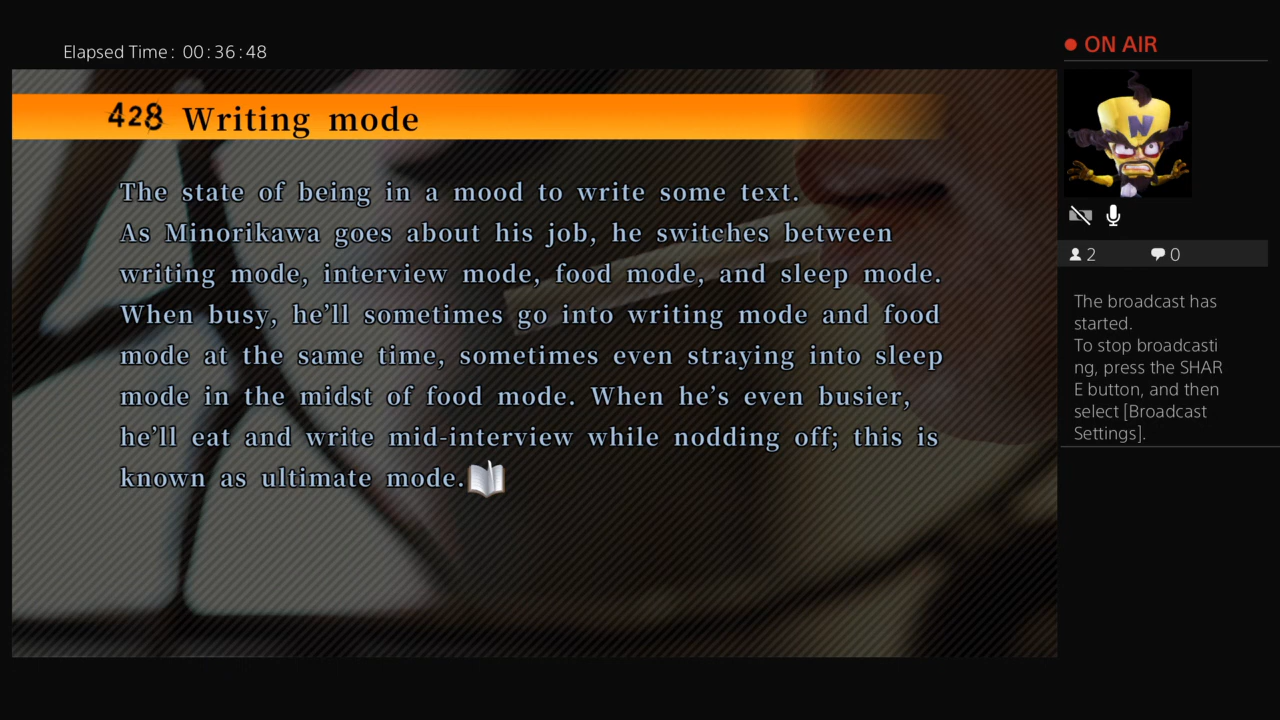 Elapsed Time: 00:36:48
ON AIR
428 Writing mode
N
The state of being in a mood to write some text.
As Minorikawa goes about his job, he switches between
writing mode, interview mode, food mode, and sleep mode.
When busy, he’ll sometimes go into writing mode and food
mode at the same time, sometimes even straying into sleep
mode in the midst of food mode. When he’s even busier,
he’ll eat and write mid-interview while nodding off; this is
known as ultimate mode.
2
0
The broadcast has
started.
To stop broadcasti
ng, press the SHAR
E button, and then
select [Broadcast
Settings].